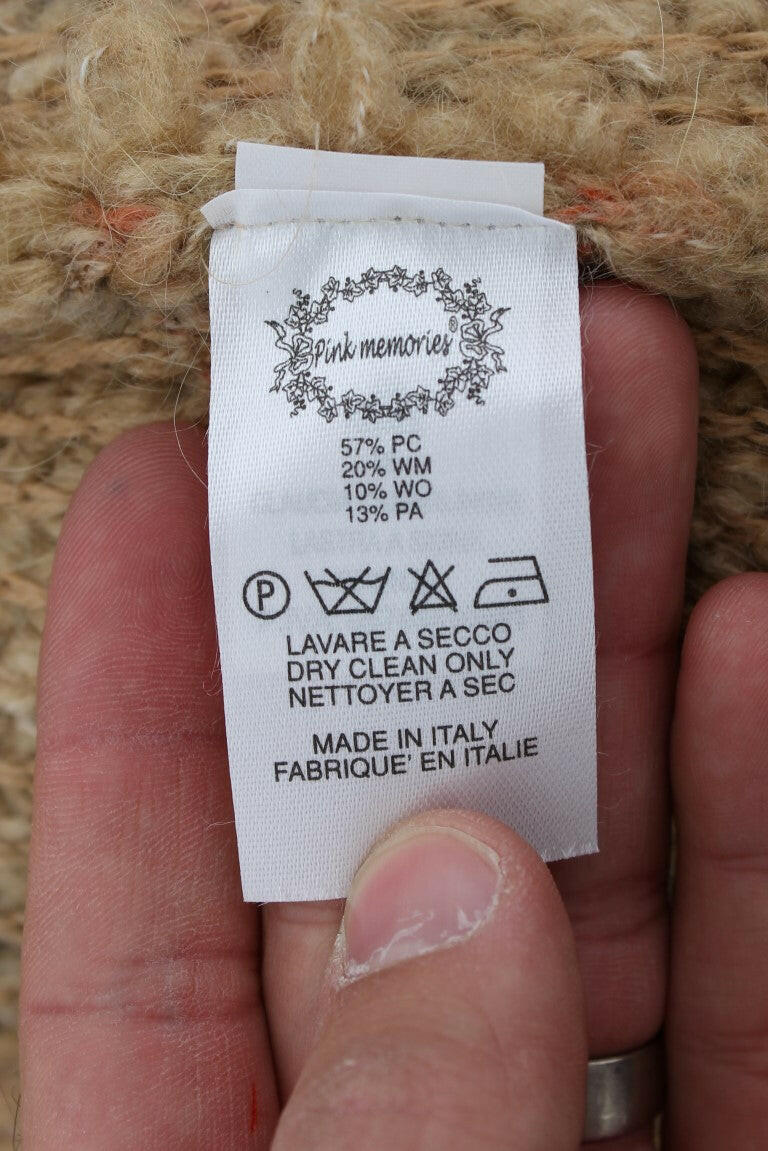 Pink memories®
57% PC
20% WM
10% WO
13% PA
P
LAVARE A SECCO
DRY CLEAN ONLY
NETTOYER A SEC
MADE IN ITALY
FABRIQUE' EN ITALIE